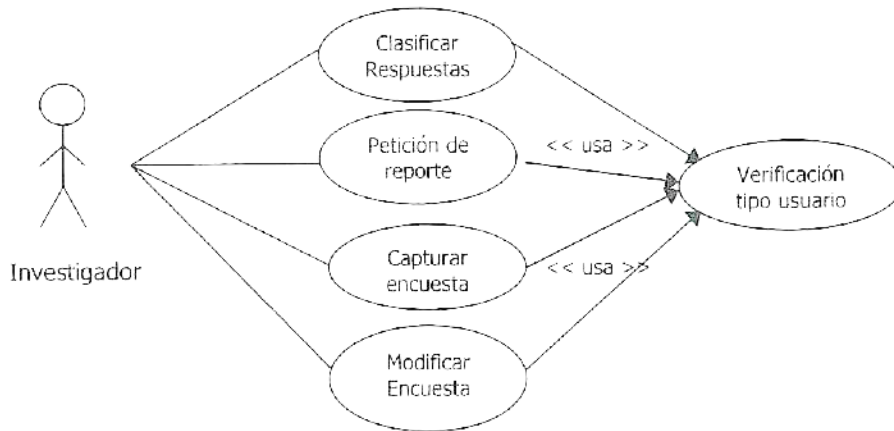 Clasificar
Respuestas
Petición de
reporte
<< usa >>
Verificación
tipo usuario
Investigador
Capturar
encuesta
<< usa >>
Modificar
Encuesta